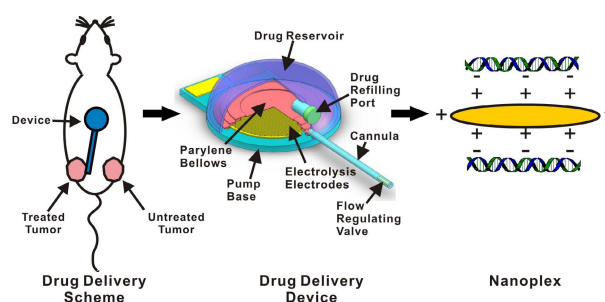 Device
Treated
Tumor
Untreated
Tumor
Drug Delivery
Scheme
Drug Reservoir
Drug
Refilling
Port
Cannula
Parylene
Bellows
Pump
Base
Electrolysis
Electrodes
Flow
Regulating
Valve
Drug Delivery
Device
- - -
+ + +
+ +
+ + +
- - -
Nanoplex